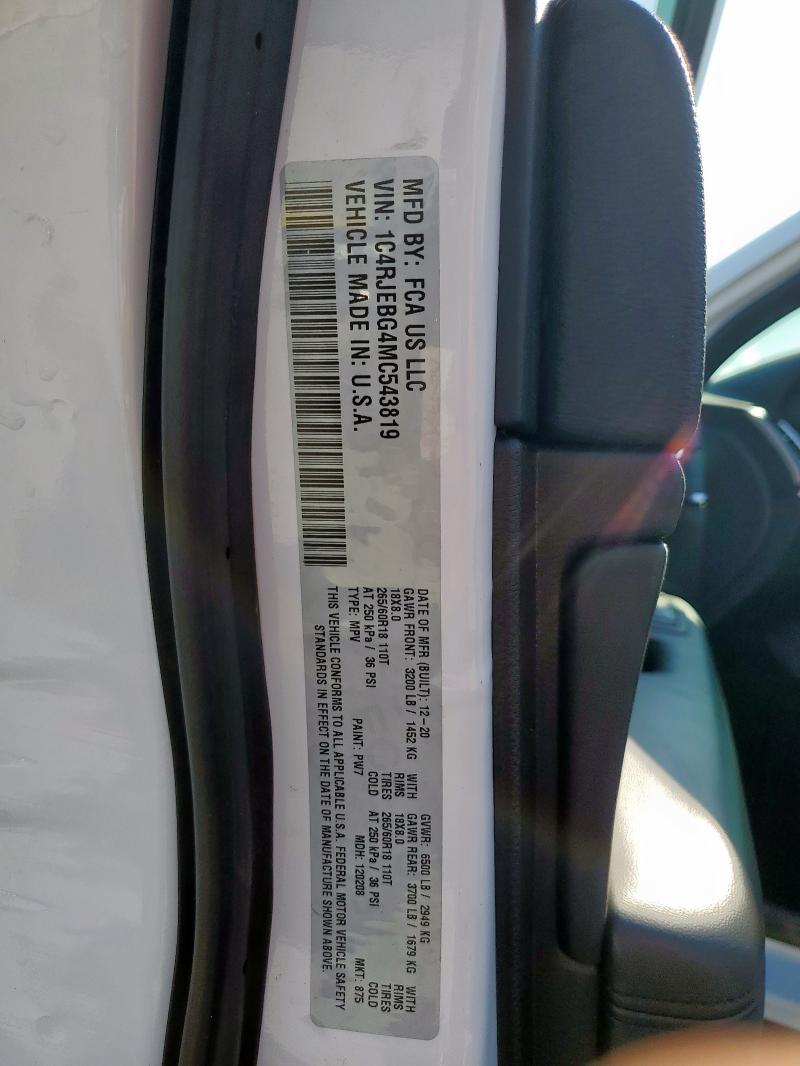 MFD BY: FCA US LLC
VIN: 1C4RJEBG4MC543819
VEHICLE MADE IN: U.S.A.
DATE OF MFR (BUILT): 12-20 GVWR: 6500 LB / 2949 KG
GAWR FRONT: 3200 LB / 1452 KG WITH GAWR REAR: 3700 LB / 1679 KG WITH
18X8.0 RIMS 18X8.0 RIMS
265/60R18 110T TIRES 265/60R18 110T TIRES
AT 250 kPa / 36 PSI COLD AT 250 kPa / 36 PSI COLD
TYPE: MPV PAINT: PW7 MDH: 120208 MKT: 875
THIS VEHICLE CONFORMS TO ALL APPLICABLE U.S.A. FEDERAL MOTOR VEHICLE SAFETY
STANDARDS IN EFFECT ON THE DATE OF MANUFACTURE SHOWN ABOVE.